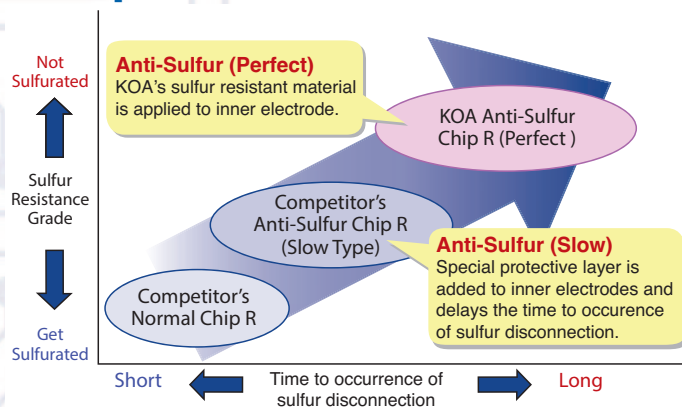 Not
Sulfurated
Sulfur
Resistance
Grade
Get
Sulfurated
Anti-Sulfur (Perfect)
KOA's sulfur resistant material
is applied to inner electrode.
KOA Anti-Sulfur
Chip R (Perfect )
Competitor's
Anti-Sulfur Chip R
(Slow Type)
Anti-Sulfur (Slow)
Special protective layer is
added to inner electrodes and
delays the time to occurence
of sulfur disconnection.
Competitor's
Normal Chip R
Short
Time to occurrence of
sulfur disconnection
Long